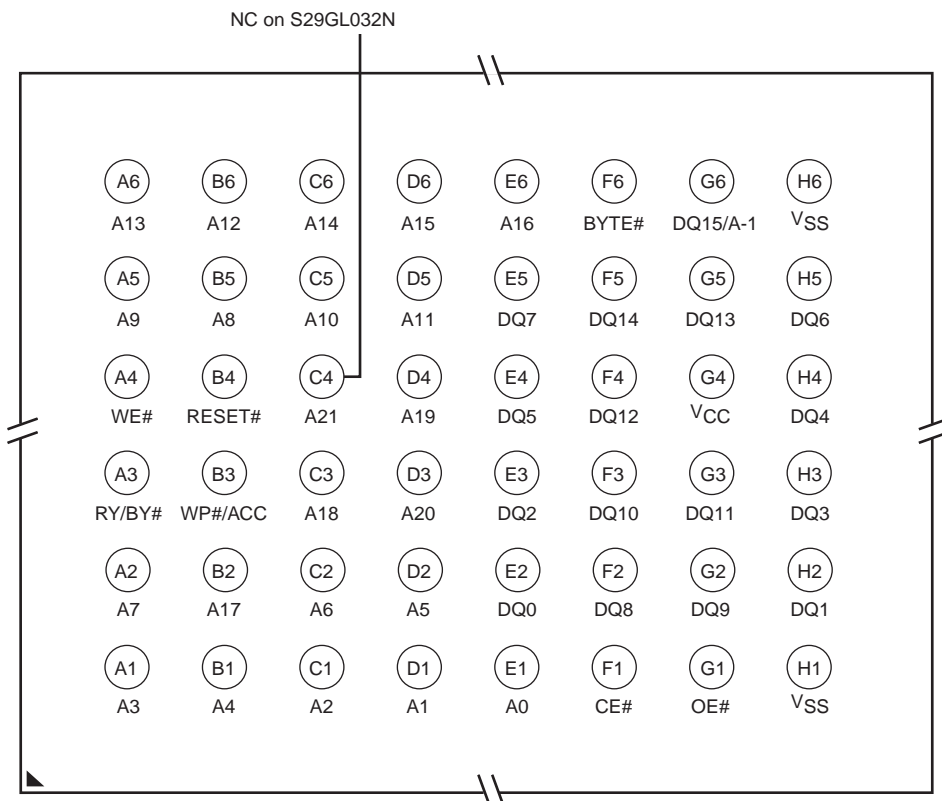 NC on S29GL032N
A6 B6 C6 D6 E6 F6 G6 H6
A13 A12 A14 A15 A16 BYTE# DQ15/A-1 VSS
A5 B5 C5 D5 E5 F5 G5 H5
A9 A8 A10 A11 DQ7 DQ14 DQ13 DQ6
A4 B4 C4 D4 E4 F4 G4 H4
WE# RESET# A21 A19 DQ5 DQ12 VCC DQ4
A3 B3 C3 D3 E3 F3 G3 H3
RY/BY# WP#/ACC A18 A20 DQ2 DQ10 DQ11 DQ3
A2 B2 C2 D2 E2 F2 G2 H2
A7 A17 A6 A5 DQ0 DQ8 DQ9 DQ1
A1 B1 C1 D1 E1 F1 G1 H1
A3 A4 A2 A1 A0 CE# OE# VSS